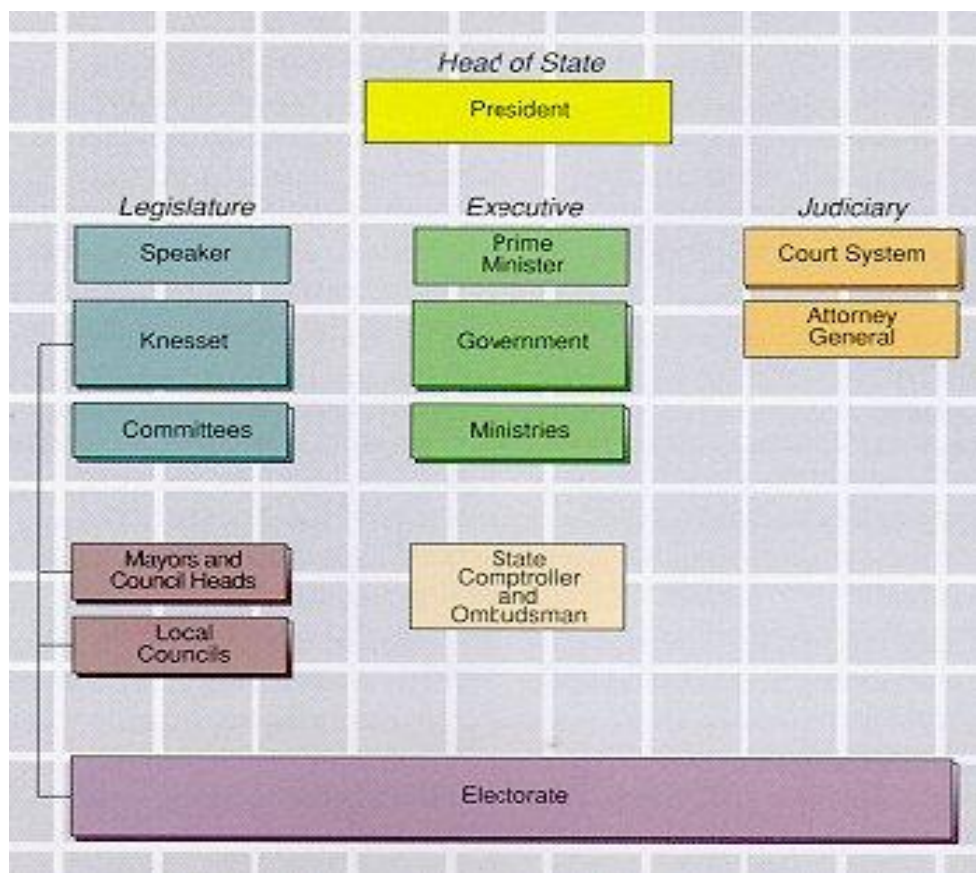 Head of State
President
Legislature
Executive
Judiciary
Speaker
Prime
Minister
Court System
Knesset
Government
Attorney
General
Committees
Ministries
Mayors and
Council Heads
State
Comptroller
and
Ombudsman
Local
Councils
Electorate